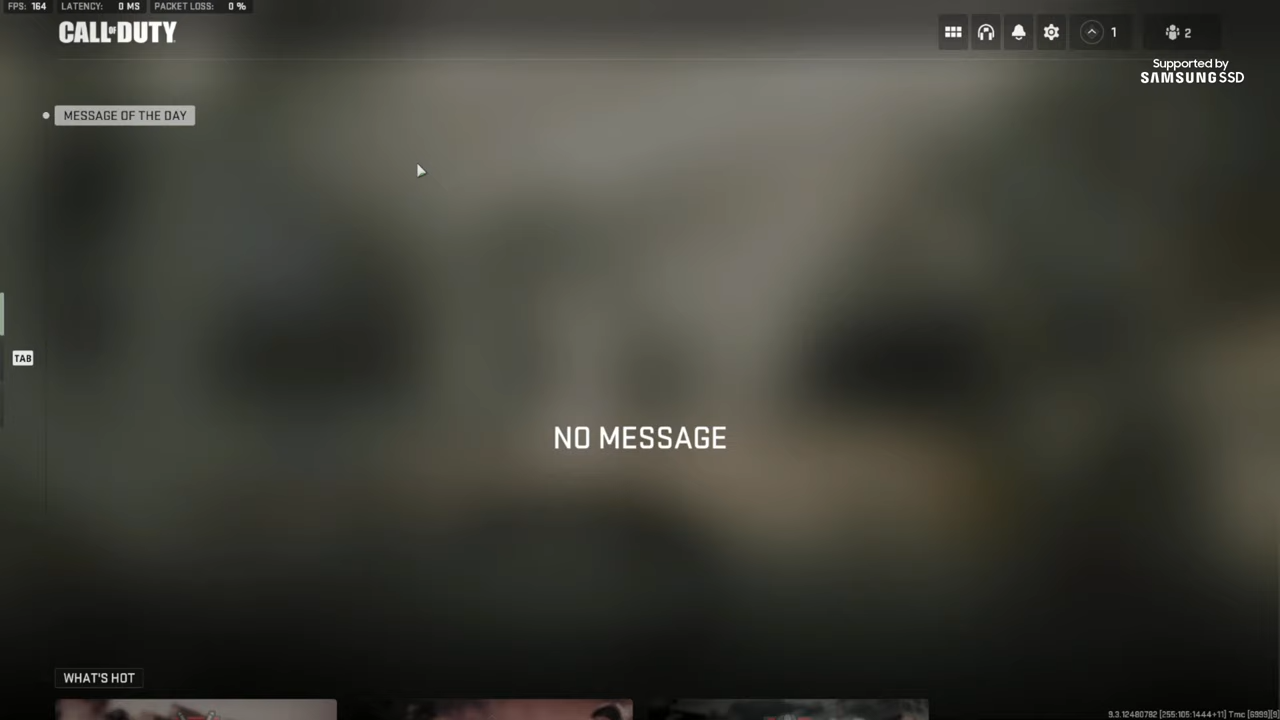 FPS: 164 LATENCY: 0 MS PACKET LOSS: 0 %
CALL OF DUTY
1
2
Supported by
SAMSUNG SSD
MESSAGE OF THE DAY
TAB
NO MESSAGE
WHAT'S HOT